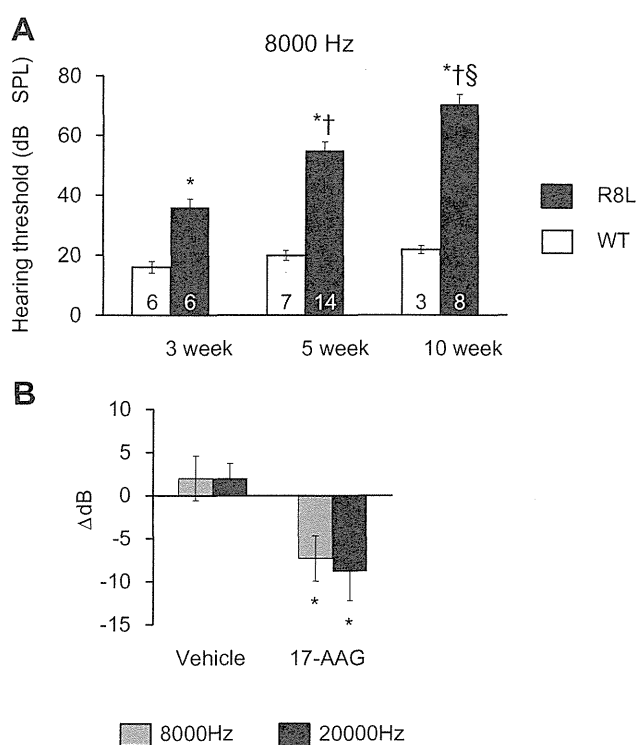 A
8000 Hz
Hearing threshold (dB SPL)
80
60
40
20
0
*
*†
*†§
6
6
7
14
3
8
3 week
5 week
10 week
R8L
WT
B
ΔdB
10
5
0
-5
-10
-15
*
*
Vehicle
17-AAG
8000Hz
20000Hz